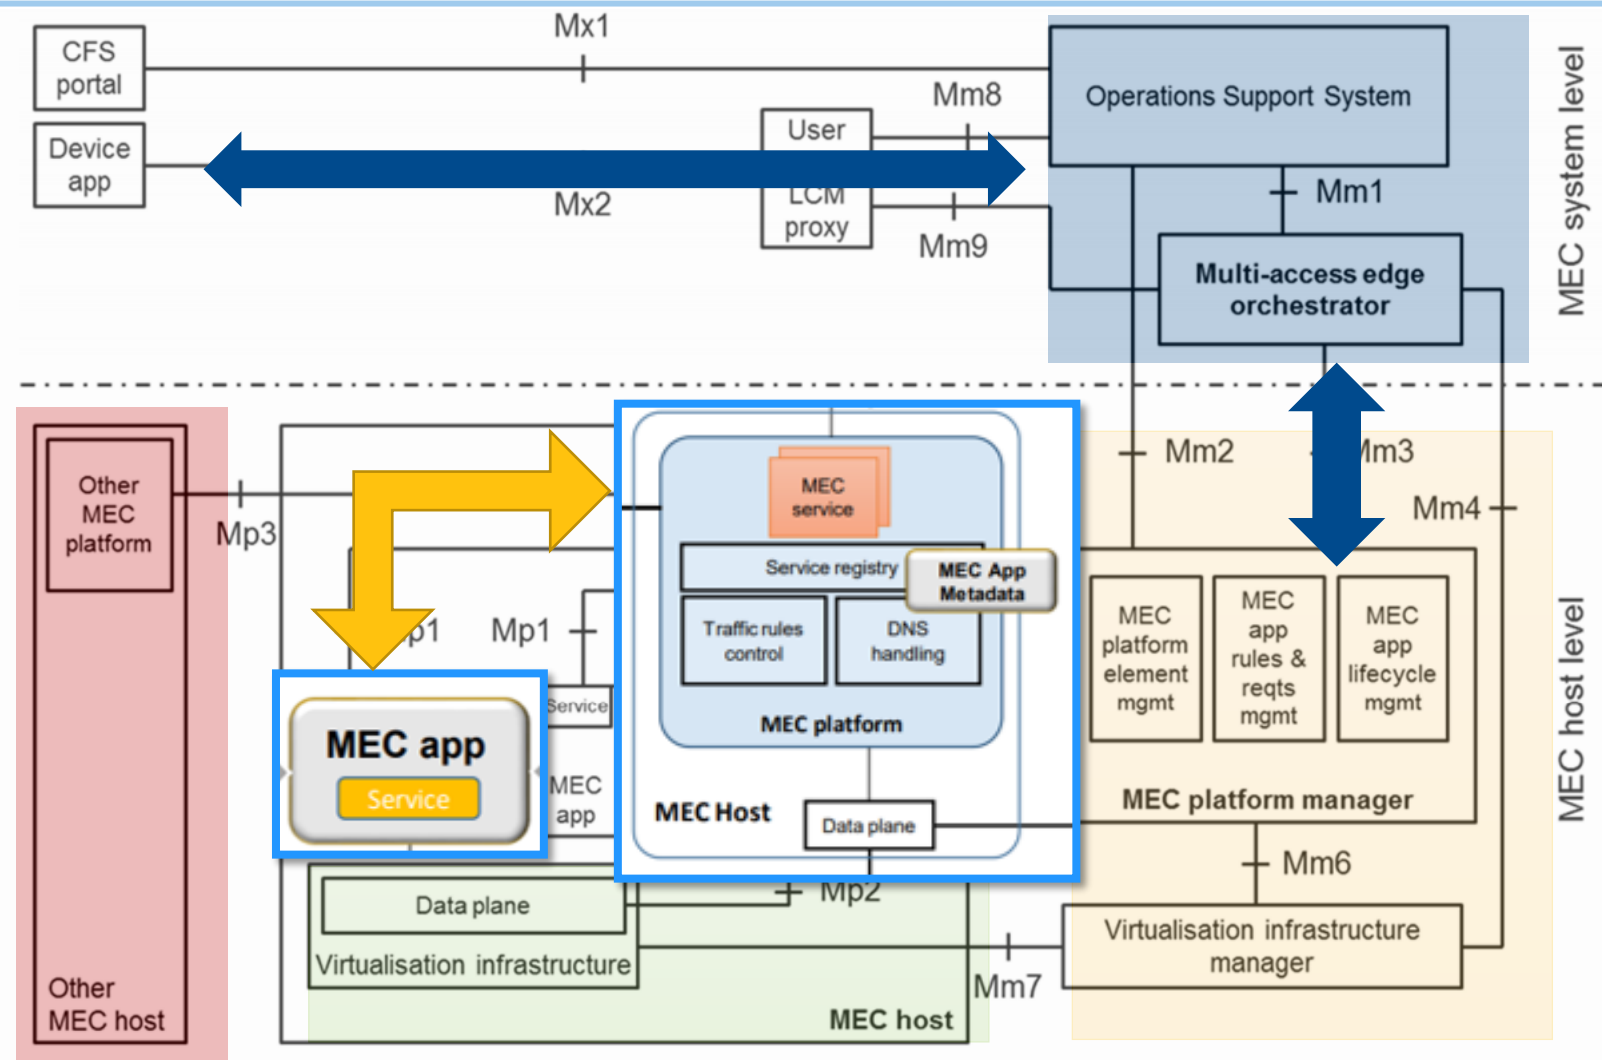 Mx1
CFS
portal
Operations Support System
MEC system level
Mm8
User
Device
app
Mx2
LCM
proxy
Mm9
Mm1
Multi-access edge
orchestrator
Other
MEC
platform
Mp3
MEC
service
Service registry
MEC App
Metadata
Traffic rules
control
DNS
handling
MEC platform
MEC Host
Data plane
Mm2
Mm3
Mm4
p1
Mp1
Service
MEC app
Service
MEC
app
MEC
platform
element
mgmt
MEC
app
rules &
reqts
mgmt
MEC
app
lifecycle
mgmt
MEC platform manager
MEC host level
Mm6
Mp2
Data plane
Virtualisation infrastructure
Virtualisation infrastructure
manager
Mm7
Other
MEC host
MEC host